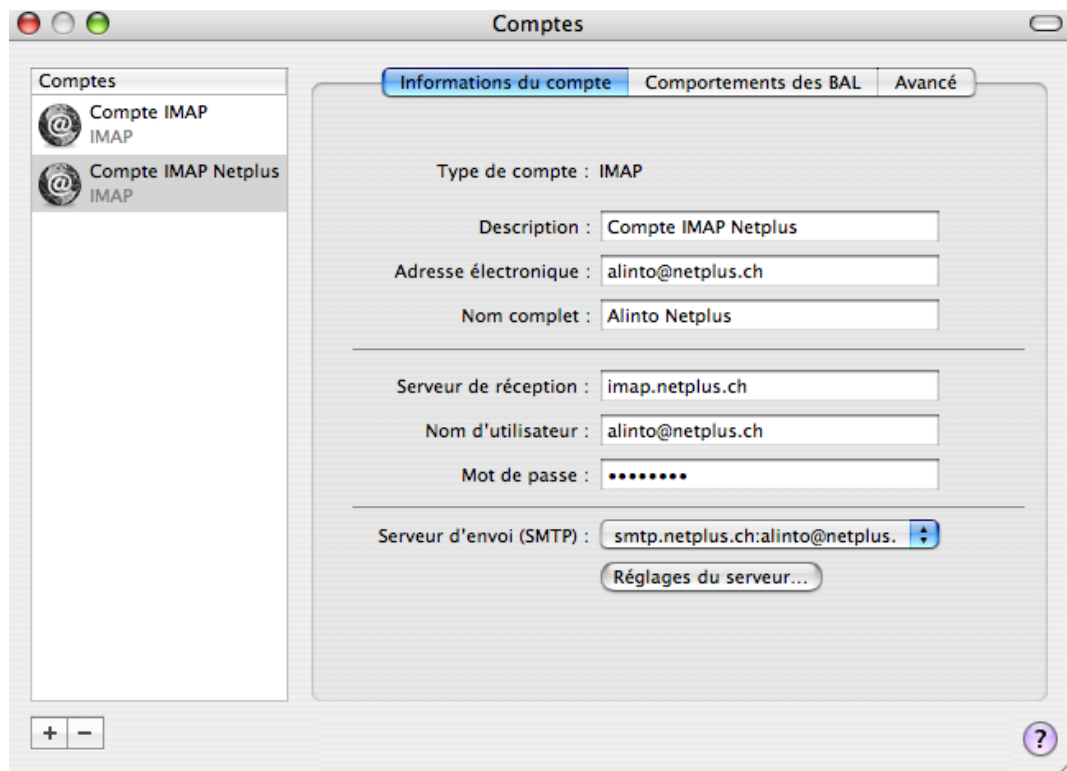 Comptes
Comptes
Compte IMAP
IMAP
Compte IMAP Netplus
IMAP
Informations du compte Comportements des BAL Avancé
Type de compte : IMAP
Description : Compte IMAP Netplus
Adresse électronique : alinto@netplus.ch
Nom complet : Alinto Netplus
Serveur de réception : imap.netplus.ch
Nom d'utilisateur : alinto@netplus.ch
Mot de passe : ••••••••
Serveur d'envoi (SMTP) : smtp.netplus.ch:alinto@netplus.
Réglages du serveur...
+ −
?